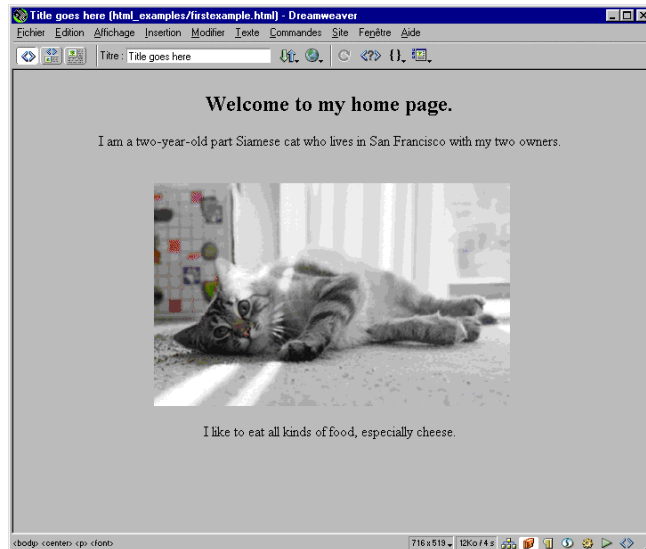 Title goes here (html_examples/firstexample.html) - Dreamweaver
Fichier Edition Affichage Insertion Modifier Texte Commandes Site Fenêtre Aide
Titre : Title goes here
Welcome to my home page.
I am a two-year-old part Siamese cat who lives in San Francisco with my two owners.
I like to eat all kinds of food, especially cheese.
<body> <center> <p> <font> 716 x 519 12Ko / 4 s